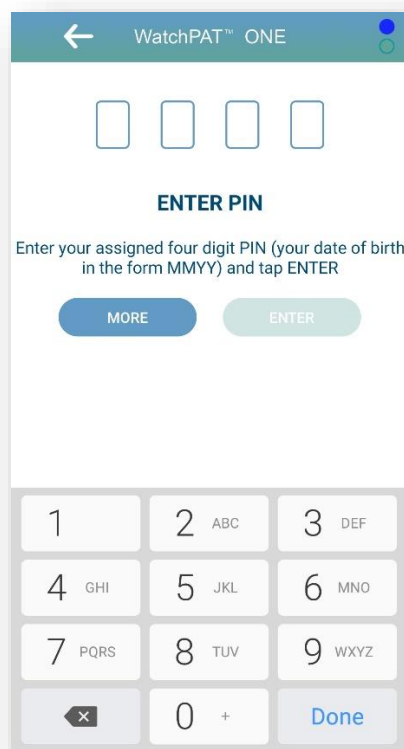 WatchPAT™ ONE
ENTER PIN
Enter your assigned four digit PIN (your date of birth
in the form MMYY) and tap ENTER
MORE ENTER
1 2 ABC 3 DEF
4 GHI 5 JKL 6 MNO
7 PQRS 8 TUV 9 WXYZ
0 + Done